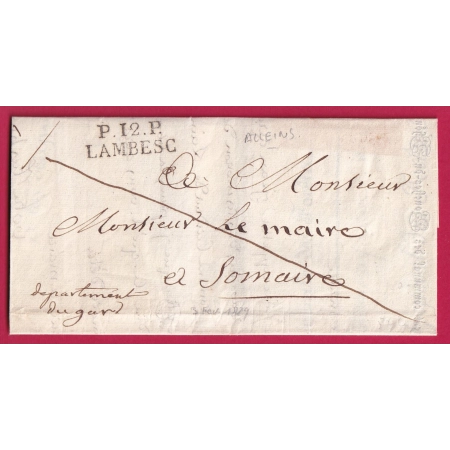 P.12.P.
LAMBESC
ALLEINS
A Monsieur
Monsieur Le maire
a Somaire
departement
du gard